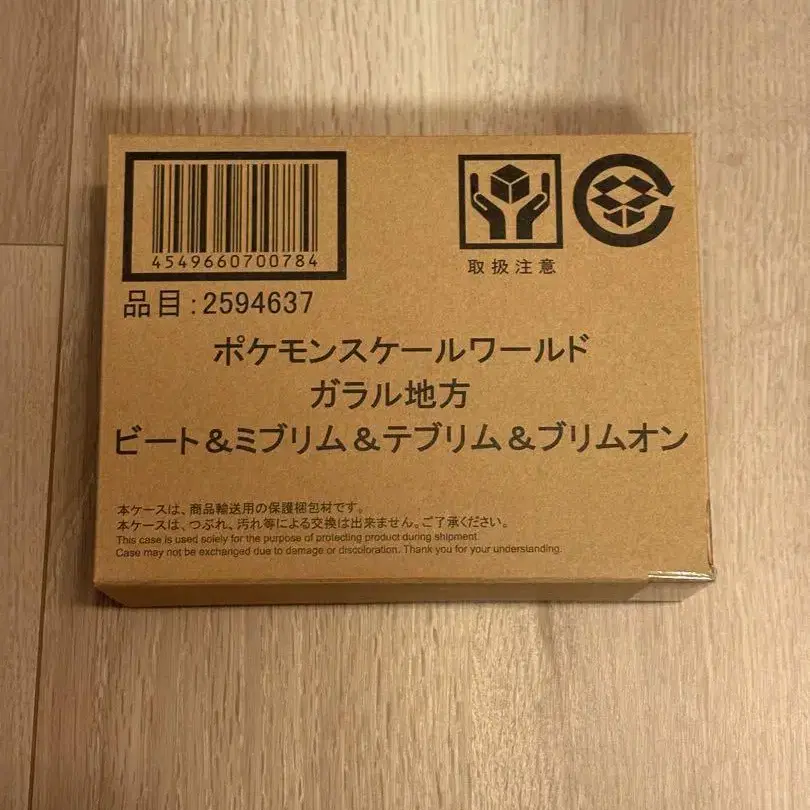 4549660700784
取扱注意
品目:2594637
ポケモンスケールワールド
ガラル地方
ビート&ミブリム&テブリム&ブリムオン
本ケースは、商品輸送用の保護梱包材です。
本ケースは、つぶれ、汚れ等による交換は出来ません。ご了承ください。
This case is used solely for the purpose of protecting product during shipment.
Case may not be exchanged due to damage or discoloration. Thank you for your understanding.